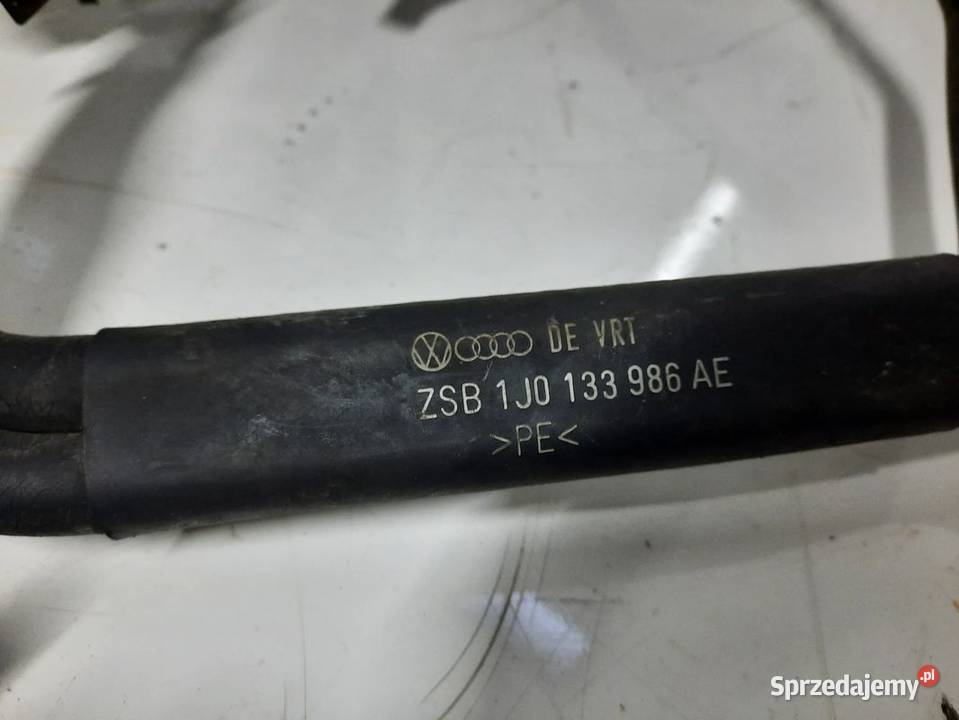 DE VRT
ZSB 1J0 133 986 AE
>PE<
Sprzedajemy.pl